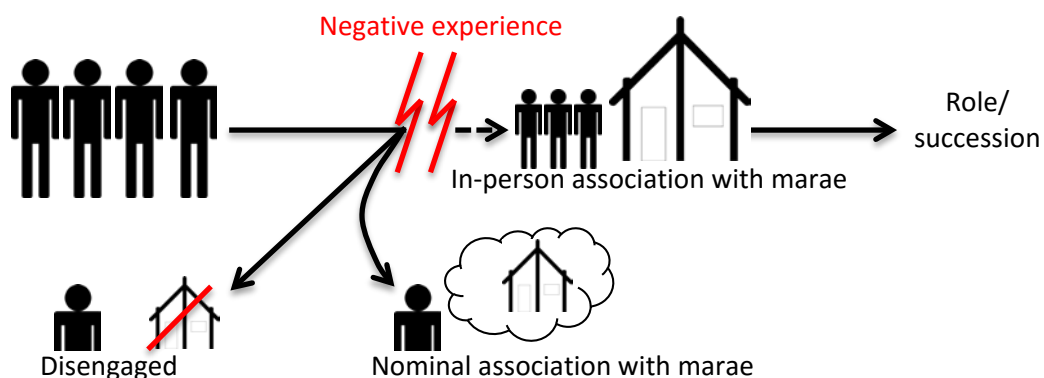 Negative experience
Role/
succession
In-person association with marae
Disengaged
Nominal association with marae